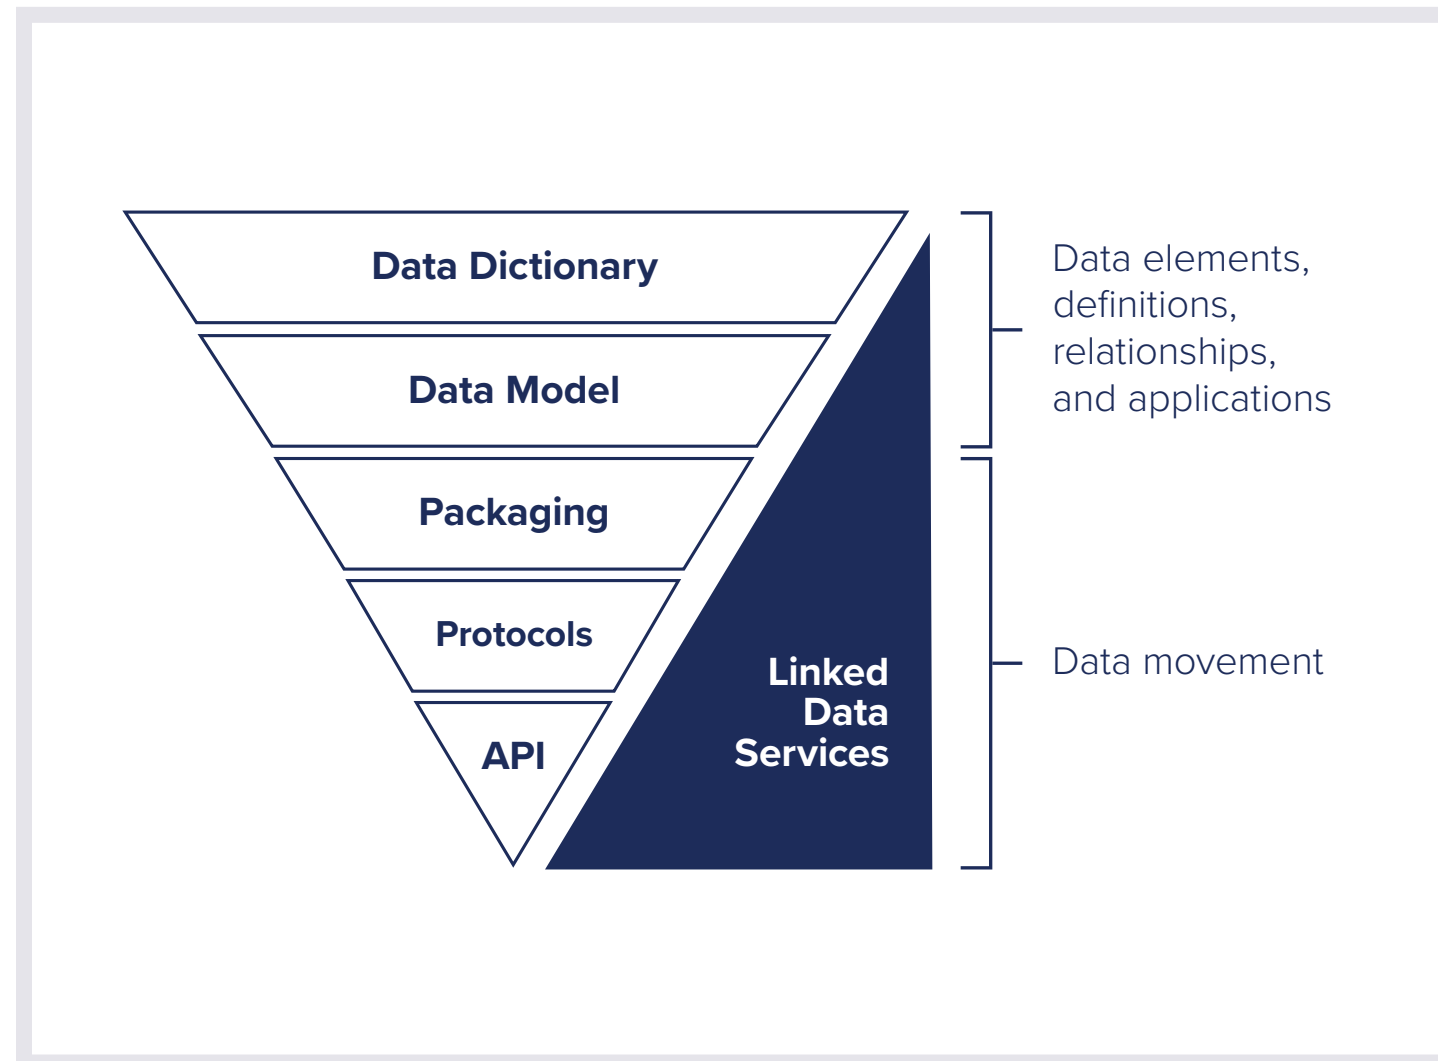 Data Dictionary
Data Model
Packaging
Protocols
API
Linked
Data
Services
Data elements,
definitions,
relationships,
and applications
Data movement